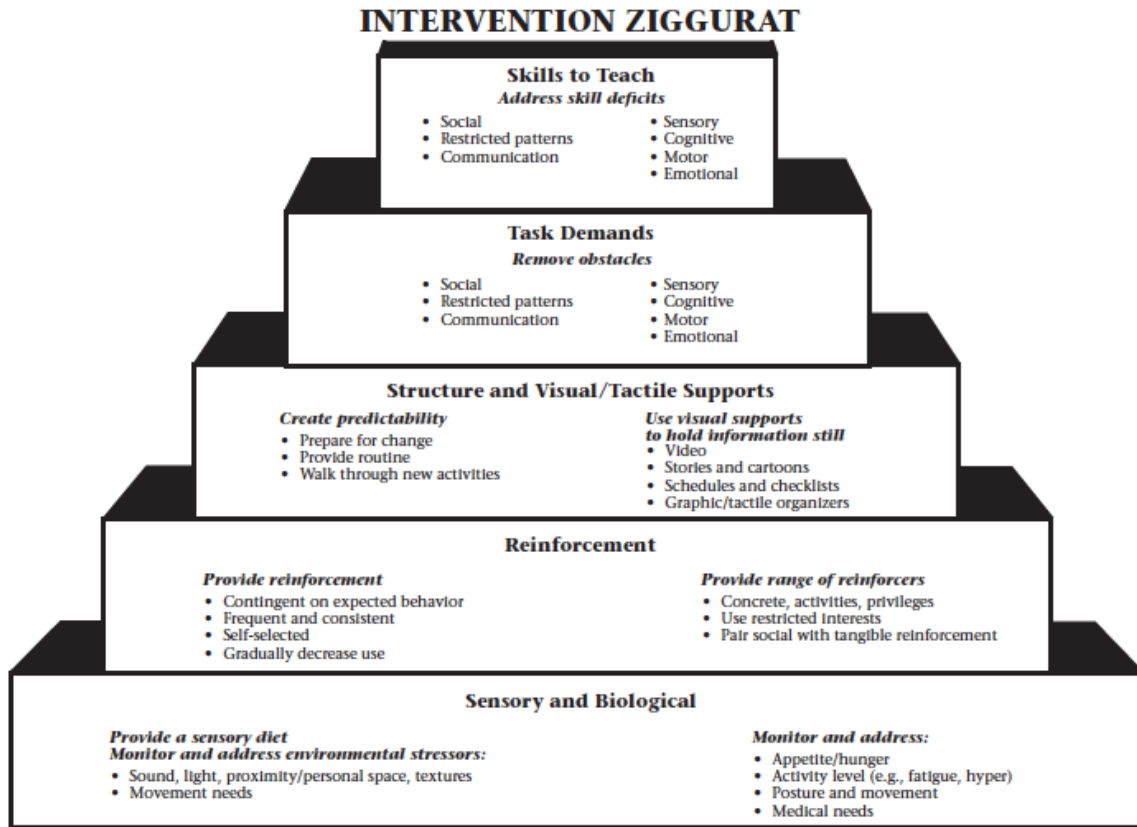 INTERVENTION ZIGGURAT
Skills to Teach
Address skill deficits
• Social
• Restricted patterns
• Communication
• Sensory
• Cognitive
• Motor
• Emotional
Task Demands
Remove obstacles
• Social
• Restricted patterns
• Communication
• Sensory
• Cognitive
• Motor
• Emotional
Structure and Visual/Tactile Supports
Create predictability
• Prepare for change
• Provide routine
• Walk through new activities
Use visual supports
to hold information still
• Video
• Stories and cartoons
• Schedules and checklists
• Graphic/tactile organizers
Reinforcement
Provide reinforcement
• Contingent on expected behavior
• Frequent and consistent
• Self-selected
• Gradually decrease use
Provide range of reinforcers
• Concrete, activities, privileges
• Use restricted interests
• Pair social with tangible reinforcement
Sensory and Biological
Provide a sensory diet
Monitor and address environmental stressors:
• Sound, light, proximity/personal space, textures
• Movement needs
Monitor and address:
• Appetite/hunger
• Activity level (e.g., fatigue, hyper)
• Posture and movement
• Medical needs